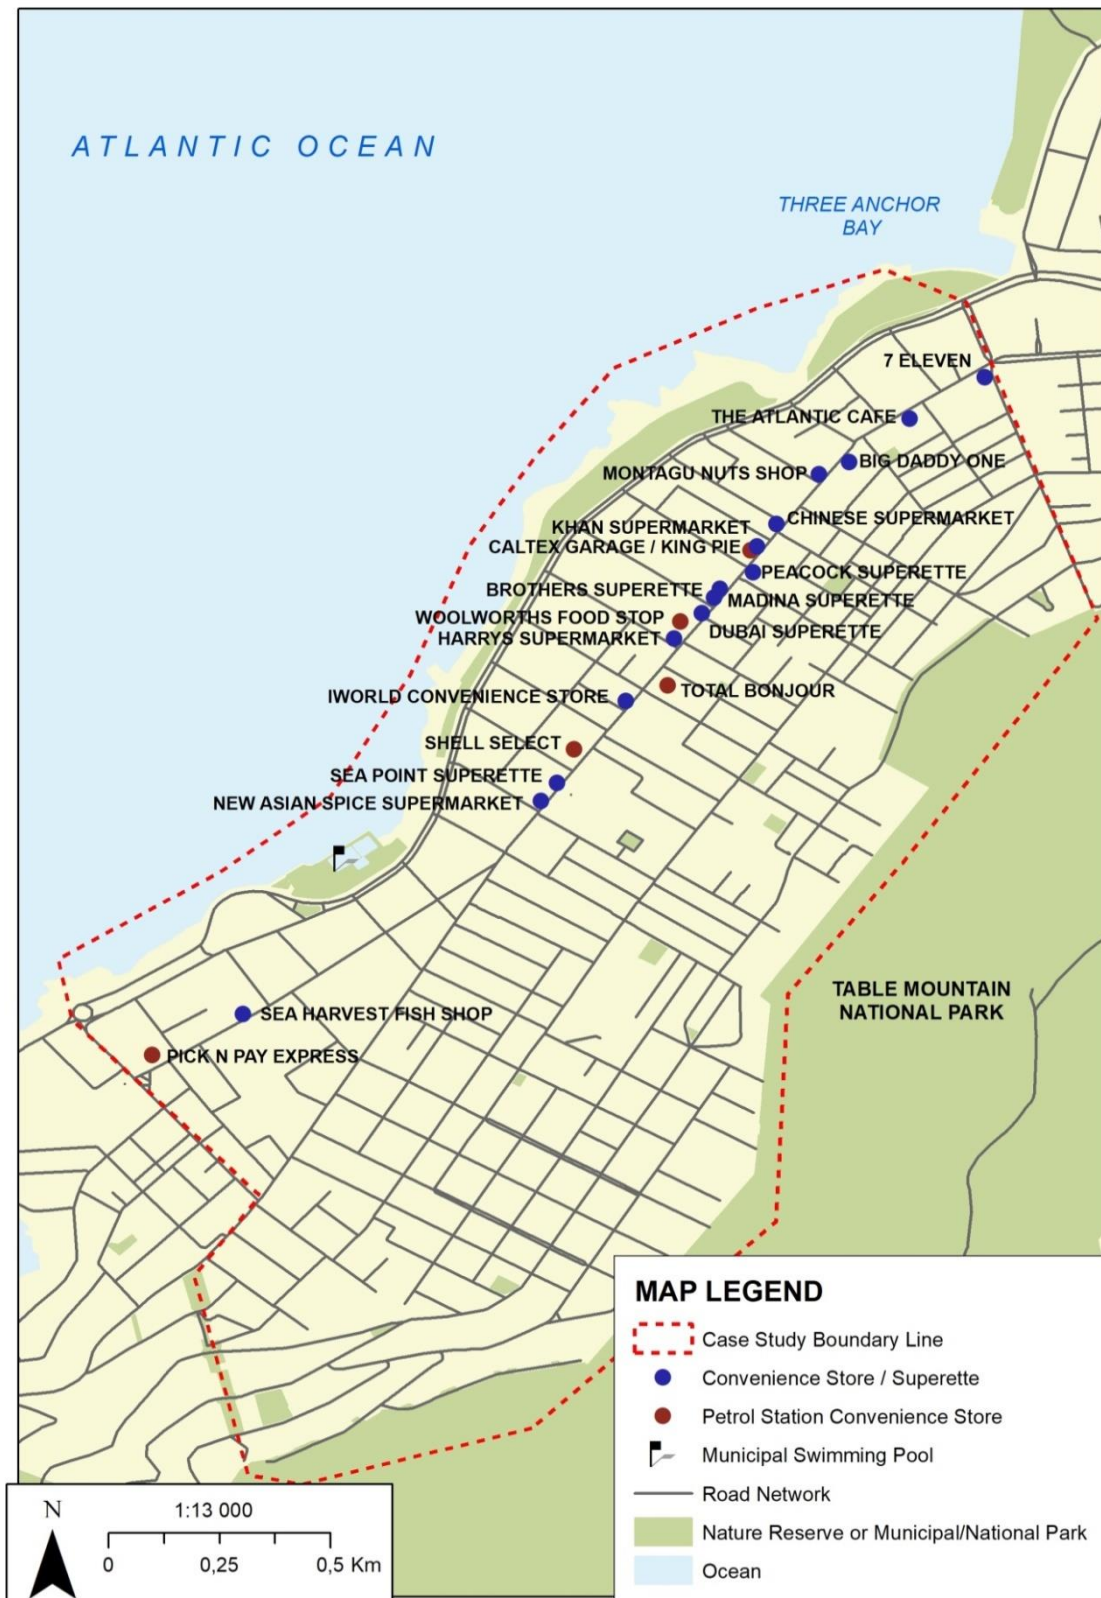 ATLANTIC OCEAN
THREE ANCHOR
BAY
7 ELEVEN
THE ATLANTIC CAFE
BIG DADDY ONE
MONTAGU NUTS SHOP
CHINESE SUPERMARKET
KHAN SUPERMARKET
CALTEX GARAGE / KING PIE
PEACOCK SUPERETTE
BROTHERS SUPERETTE
MADINA SUPERETTE
WOOLWORTHS FOOD STOP
DUBAI SUPERETTE
HARRYS SUPERMARKET
TOTAL BONJOUR
IWORLD CONVENIENCE STORE
SHELL SELECT
SEA POINT SUPERETTE
NEW ASIAN SPICE SUPERMARKET
TABLE MOUNTAIN
NATIONAL PARK
SEA HARVEST FISH SHOP
PICK N PAY EXPRESS
MAP LEGEND
Case Study Boundary Line
Convenience Store / Superette
Petrol Station Convenience Store
Municipal Swimming Pool
Road Network
Nature Reserve or Municipal/National Park
Ocean
N
1:13 000
0 0,25 0,5 Km